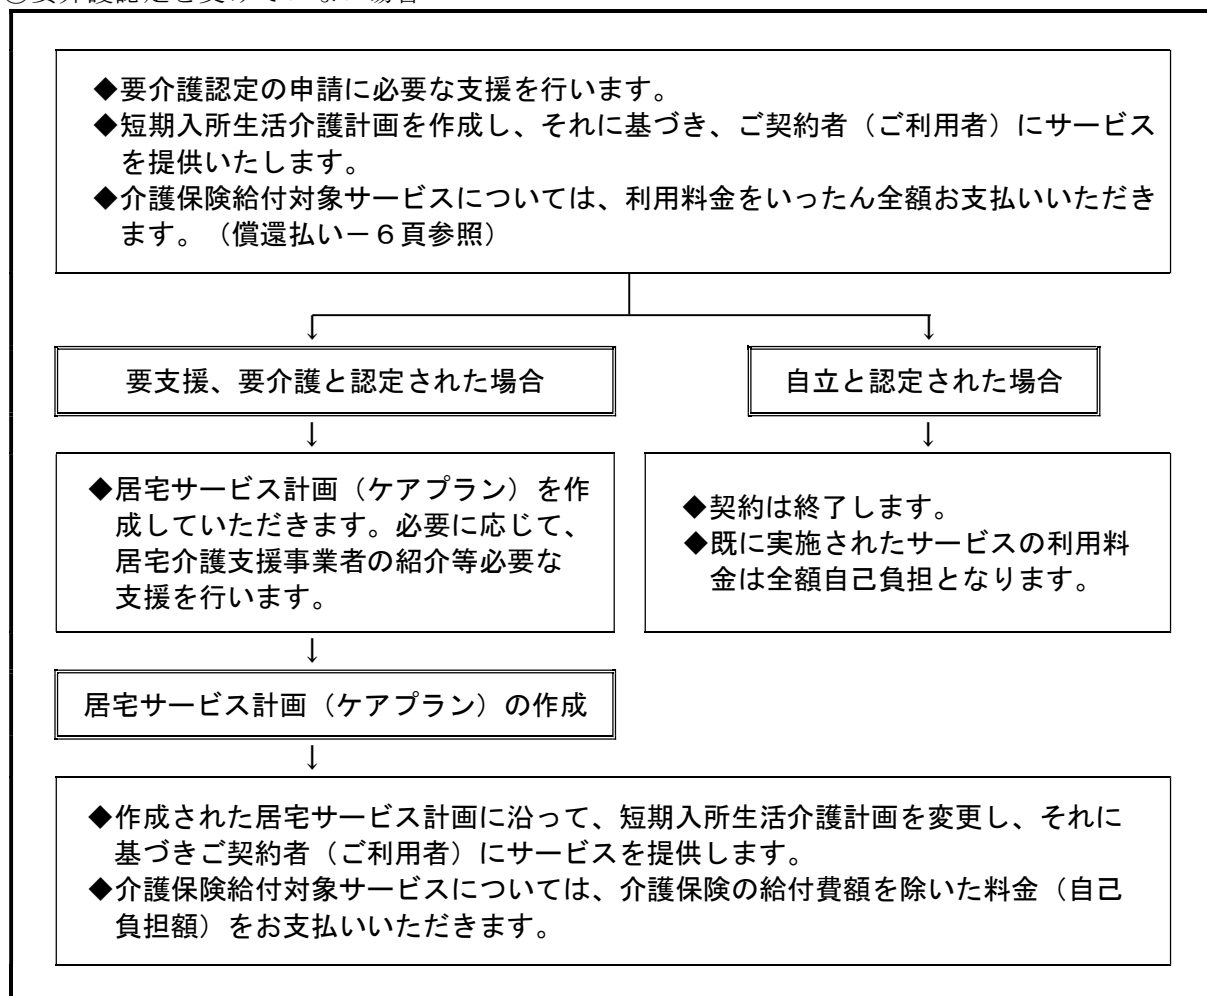 ◆要介護認定の申請に必要な支援を行います。
◆短期入所生活介護計画を作成し、それに基づき、ご契約者（ご利用者）にサービス
を提供いたします。
◆介護保険給付対象サービスについては、利用料金をいったん全額お支払いいただき
ます。（償還払い－６頁参照）
↓
↓
要支援、要介護と認定された場合
自立と認定された場合
↓
↓
◆居宅サービス計画（ケアプラン）を作
成していただきます。必要に応じて、
居宅介護支援事業者の紹介等必要な
支援を行います。
◆契約は終了します。
◆既に実施されたサービスの利用料
金は全額自己負担となります。
↓
居宅サービス計画（ケアプラン）の作成
↓
◆作成された居宅サービス計画に沿って、短期入所生活介護計画を変更し、それに
基づきご契約者（ご利用者）にサービスを提供します。
◆介護保険給付対象サービスについては、介護保険の給付費額を除いた料金（自己
負担額）をお支払いいただきます。